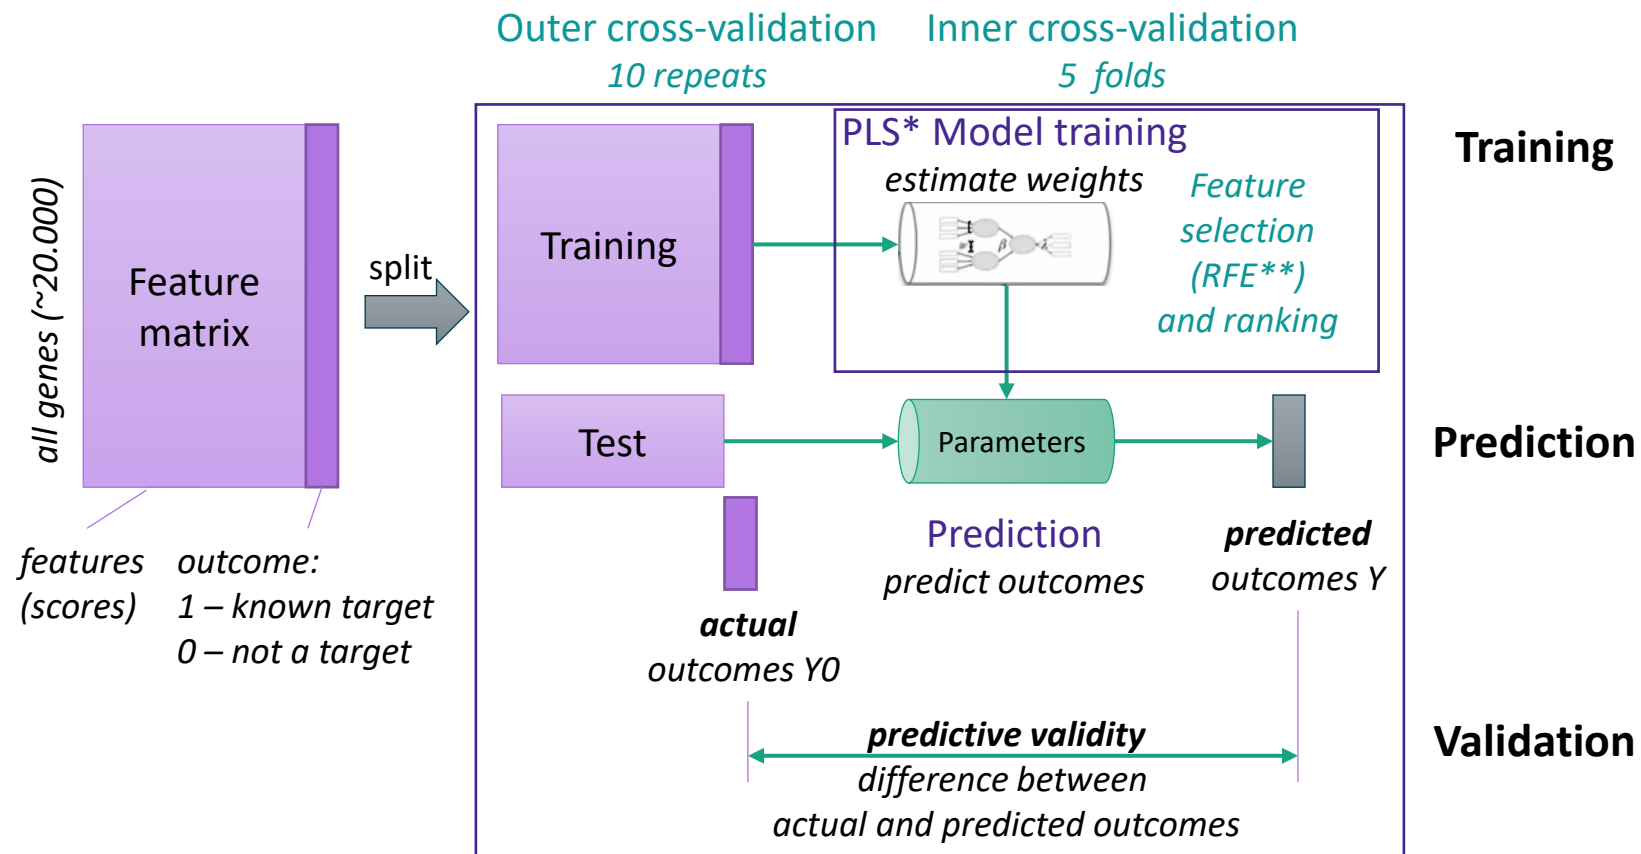 Outer cross-validation
10 repeats
Inner cross-validation
5 folds
all genes (~20.000)
Feature
matrix
split
Training
PLS* Model training
estimate weights
β
λ
Feature
selection
(RFE**)
and ranking
Training
Test
Parameters
Prediction
features
(scores)
outcome:
1 – known target
0 – not a target
actual
outcomes Y0
Prediction
predict outcomes
predicted
outcomes Y
predictive validity
difference between
actual and predicted outcomes
Validation